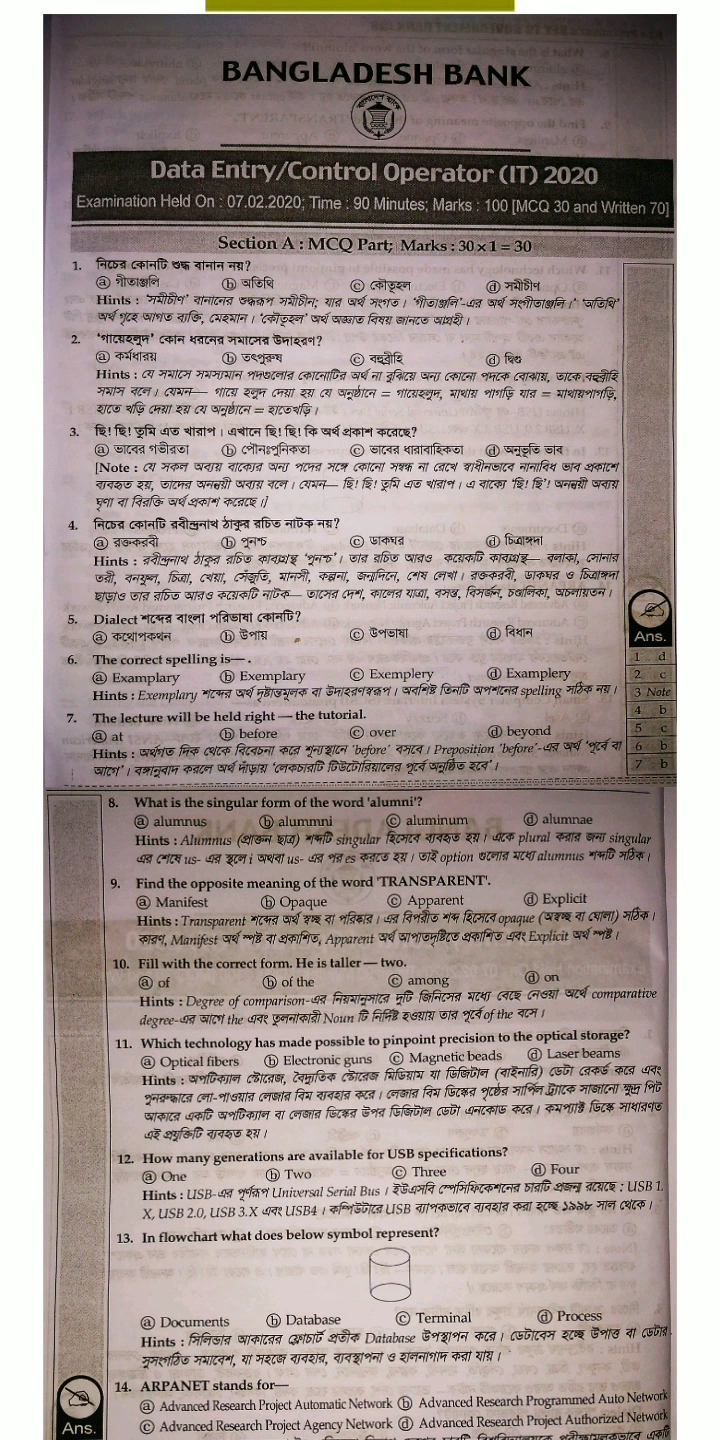 BANGLADESH BANK
Data Entry/Control Operator (IT) 2020
Examination Held On : 07.02.2020; Time : 90 Minutes; Marks : 100 [MCQ 30 and Written 70]
Section A : MCQ Part; Marks : 30 × 1 = 30
1. নিচের কোনটি শুদ্ধ বানান নয়?
ⓐ গীতাঞ্জলি ⓑ অতিথি ⓒ কৌতূহল ⓓ সমীচীণ
Hints : 'সমীচীণ' বানানের শুদ্ধরূপ সমীচীন; যার অর্থ সংগত। 'গীতাঞ্জলি'-এর অর্থ সংগীতাঞ্জলি।' 'অতিথি'
অর্থ গৃহে আগত ব্যক্তি, মেহমান। 'কৌতূহল' অর্থ অজ্ঞাত বিষয় জানতে আগ্রহী।
2. 'গায়েহলুদ' কোন ধরনের সমাসের উদাহরণ?
ⓐ কর্মধারয় ⓑ তৎপুরুষ ⓒ বহুব্রীহি ⓓ দ্বিগু
Hints : যে সমাসে সমস্যমান পদগুলোর কোনোটির অর্থ না বুঝিয়ে অন্য কোনো পদকে বোঝায়, তাকে বহুব্রীহি
সমাস বলে। যেমন— গায়ে হলুদ দেয়া হয় যে অনুষ্ঠানে = গায়েহলুদ, মাথায় পাগড়ি যার = মাথায়পাগড়ি,
হাতে খড়ি দেয়া হয় যে অনুষ্ঠানে = হাতেখড়ি।
3. ছি! ছি! তুমি এত খারাপ। এখানে ছি! ছি! কি অর্থ প্রকাশ করেছে?
ⓐ ভাবের গভীরতা ⓑ পৌনঃপুনিকতা ⓒ ভাবের ধারাবাহিকতা ⓓ অনুভূতি ভাব
[Note : যে সকল অব্যয় বাক্যের অন্য পদের সঙ্গে কোনো সম্বন্ধ না রেখে স্বাধীনভাবে নানাবিধ ভাব প্রকাশে
ব্যবহৃত হয়, তাদের অনন্বয়ী অব্যয় বলে। যেমন— ছি! ছি! তুমি এত খারাপ। এ বাক্যে 'ছি! ছি'! অনন্বয়ী অব্যয়
ঘৃণা বা বিরক্তি অর্থ প্রকাশ করেছে।]
4. নিচের কোনটি রবীন্দ্রনাথ ঠাকুর রচিত নাটক নয়?
ⓐ রক্তকরবী ⓑ পুনশ্চ ⓒ ডাকঘর ⓓ চিত্রাঙ্গদা
Hints : রবীন্দ্রনাথ ঠাকুর রচিত কাব্যগ্রন্থ 'পুনশ্চ'। তার রচিত আরও কয়েকটি কাব্যগ্রন্থ— বলাকা, সোনার
তরী, বনফুল, চিত্রা, খেয়া, সেঁজুতি, মানসী, কল্পনা, জন্মদিনে, শেষ লেখা। রক্তকরবী, ডাকঘর ও চিত্রাঙ্গদা
ছাড়াও তার রচিত আরও কয়েকটি নাটক— তাসের দেশ, কালের যাত্রা, বসন্ত, বিসর্জন, চণ্ডালিকা, অচলায়তন।
5. Dialect শব্দের বাংলা পরিভাষা কোনটি?
ⓐ কথোপকথন ⓑ উপায় ⓒ উপভাষা ⓓ বিধান
6. The correct spelling is— .
ⓐ Examplary ⓑ Exemplary ⓒ Exemplery ⓓ Examplery
Hints : Exemplary শব্দের অর্থ দৃষ্টান্তমূলক বা উদাহরণস্বরূপ। অবশিষ্ট তিনটি অপশনের spelling সঠিক নয়।
7. The lecture will be held right — the tutorial.
ⓐ at ⓑ before ⓒ over ⓓ beyond
Hints : অর্থগত দিক থেকে বিবেচনা করে শূন্যস্থানে 'before' বসবে। Preposition 'before'-এর অর্থ 'পূর্বে বা
আগে'। বঙ্গানুবাদ করলে অর্থ দাঁড়ায় 'লেকচারটি টিউটোরিয়ালের পূর্বে অনুষ্ঠিত হবে'।
Ans.
1 d
2 c
3 Note
4 b
5 c
6 b
7 b
8. What is the singular form of the word 'alumni'?
ⓐ alumnus ⓑ alummni ⓒ aluminum ⓓ alumnae
Hints : Alumnus (প্রাক্তন ছাত্র) শব্দটি singular হিসেবে ব্যবহৃত হয়। একে plural করার জন্য singular
এর শেষে us- এর স্থলে i অথবা us- এর পর es করতে হয়। তাই option গুলোর মধ্যে alumnus শব্দটি সঠিক।
9. Find the opposite meaning of the word 'TRANSPARENT'.
ⓐ Manifest ⓑ Opaque ⓒ Apparent ⓓ Explicit
Hints : Transparent শব্দের অর্থ স্বচ্ছ বা পরিষ্কার। এর বিপরীত শব্দ হিসেবে opaque (অস্বচ্ছ বা ঘোলা) সঠিক।
কারণ, Manifest অর্থ স্পষ্ট বা প্রকাশিত, Apparent অর্থ আপাতদৃষ্টিতে প্রকাশিত এবং Explicit অর্থ স্পষ্ট।
10. Fill with the correct form. He is taller — two.
ⓐ of ⓑ of the ⓒ among ⓓ on
Hints : Degree of comparison-এর নিয়মানুসারে দুটি জিনিসের মধ্যে বেছে নেওয়া অর্থে comparative
degree-এর আগে the এবং তুলনাকারী Noun টি নির্দিষ্ট হওয়ায় তার পূর্বে of the বসে।
11. Which technology has made possible to pinpoint precision to the optical storage?
ⓐ Optical fibers ⓑ Electronic guns ⓒ Magnetic beads ⓓ Laser beams
Hints : অপটিক্যাল স্টোরেজ, বৈদ্যুতিক স্টোরেজ মিডিয়াম যা ডিজিটাল (বাইনারি) ডেটা রেকর্ড করে এবং
পুনরুদ্ধারে লো-পাওয়ার লেজার বিম ব্যবহার করে। লেজার বিম ডিস্কের পৃষ্ঠের সার্পিল ট্র্যাকে সাজানো ক্ষুদ্র পিট
আকারে একটি অপটিক্যাল বা লেজার ডিস্কের উপর ডিজিটাল ডেটা এনকোড করে। কমপ্যাক্ট ডিস্কে সাধারণত
এই প্রযুক্তিটি ব্যবহৃত হয়।
12. How many generations are available for USB specifications?
ⓐ One ⓑ Two ⓒ Three ⓓ Four
Hints : USB-এর পূর্ণরূপ Universal Serial Bus। ইউএসবি স্পেসিফিকেশনের চারটি প্রজন্ম রয়েছে : USB 1.
X, USB 2.0, USB 3.X এবং USB4। কম্পিউটারে USB ব্যাপকভাবে ব্যবহার করা হচ্ছে ১৯৯৮ সাল থেকে।
13. In flowchart what does below symbol represent?
ⓐ Documents ⓑ Database ⓒ Terminal ⓓ Process
Hints : সিলিন্ডার আকারের ফ্লোচার্ট প্রতীক Database উপস্থাপন করে। ডেটাবেস হচ্ছে উপাত্ত বা ডেটার
সুসংগঠিত সমাবেশ, যা সহজে ব্যবহার, ব্যবস্থাপনা ও হালনাগাদ করা যায়।
14. ARPANET stands for—
ⓐ Advanced Research Project Automatic Network ⓑ Advanced Research Programmed Auto Network
ⓒ Advanced Research Project Agency Network ⓓ Advanced Research Project Authorized Network
Ans.